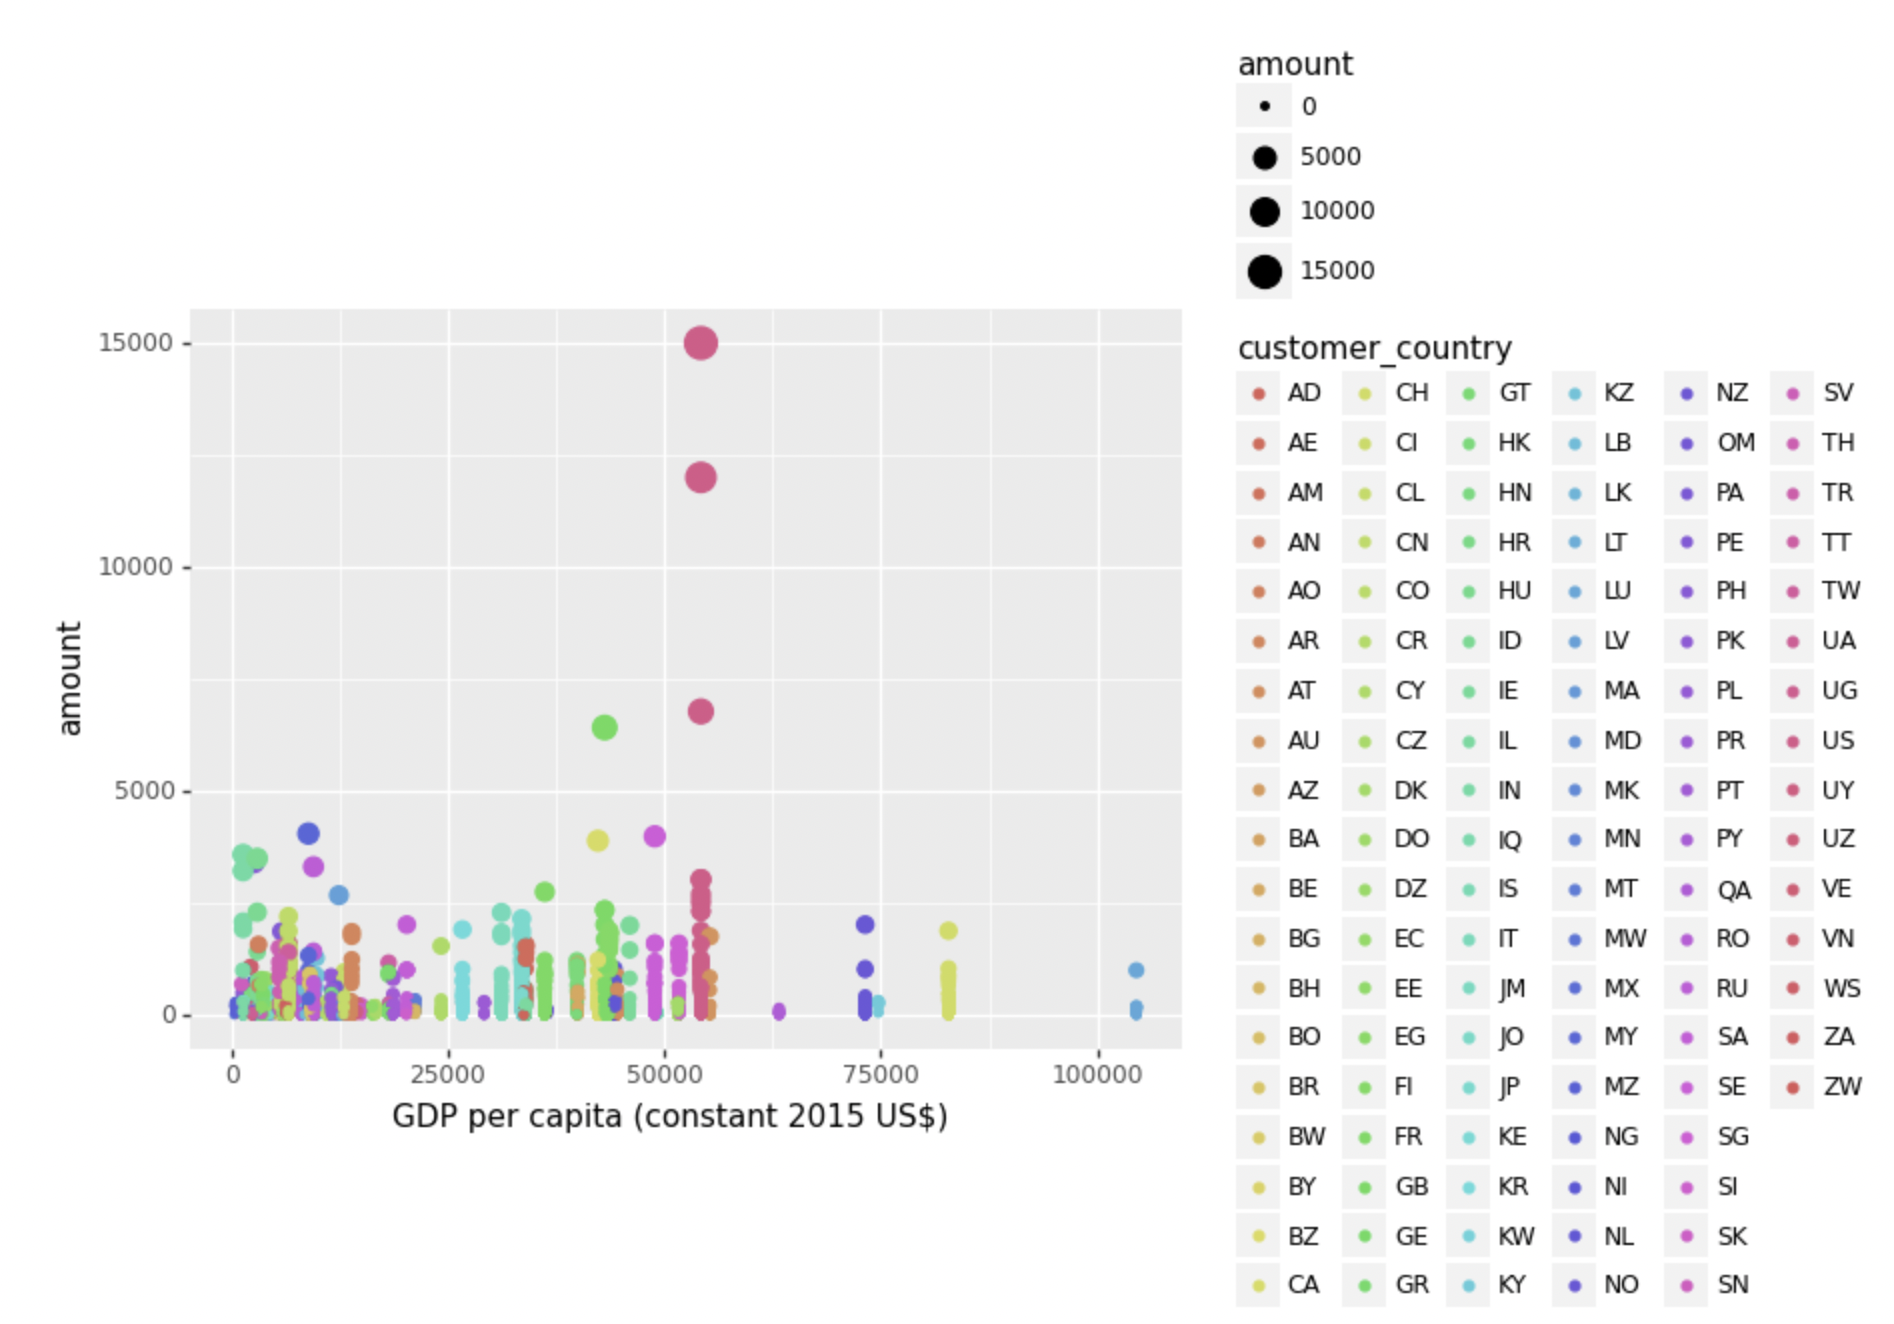 amount
0
5000
10000
15000
15000
10000
5000
0
amount
0 25000 50000 75000 100000
GDP per capita (constant 2015 US$)
customer_country
AD CH GT KZ NZ SV
AE CI HK LB OM TH
AM CL HN LK PA TR
AN CN HR LT PE TT
AO CO HU LU PH TW
AR CR ID LV PK UA
AT CY IE MA PL UG
AU CZ IL MD PR US
AZ DK IN MK PT UY
BA DO IQ MN PY UZ
BE DZ IS MT QA VE
BG EC IT MW RO VN
BH EE JM MX RU WS
BO EG JO MY SA ZA
BR FI JP MZ SE ZW
BW FR KE NG SG
BY GB KR NI SI
BZ GE KW NL SK
CA GR KY NO SN